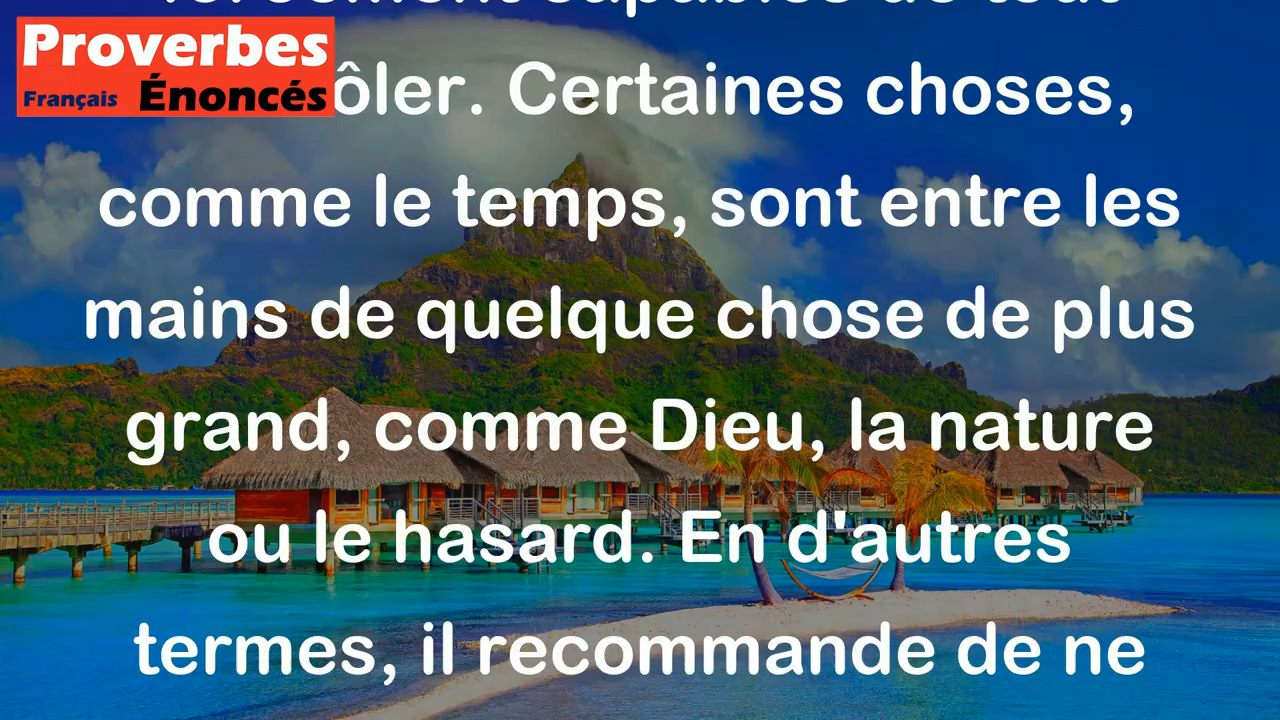 Proverbes
Français Énoncés
ôler. Certaines choses,
comme le temps, sont entre les
mains de quelque chose de plus
grand, comme Dieu, la nature
ou le hasard. En d'autres
termes, il recommande de ne